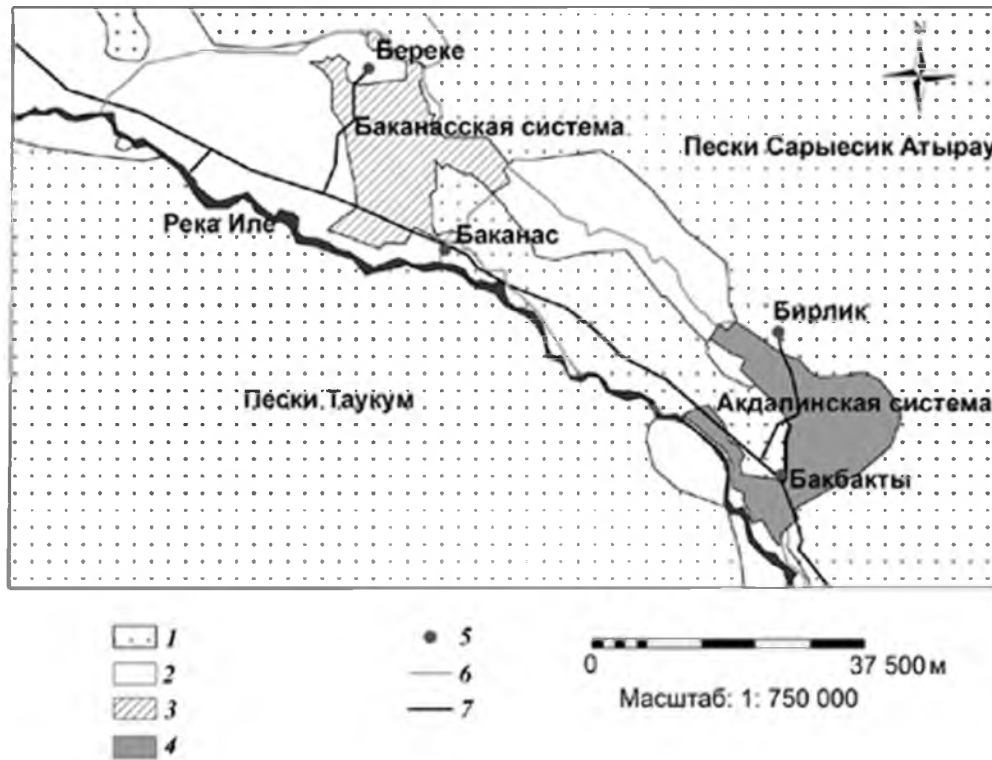 Береке
Баканасская система
Пески Сарыесик Атырау
Река Иле
Баканас
Бирлик
Пески Таукум
Акдалинская система
Бакбакты
1
2
3
4
5
6
7
0 37 500 м
Масштаб: 1: 750 000